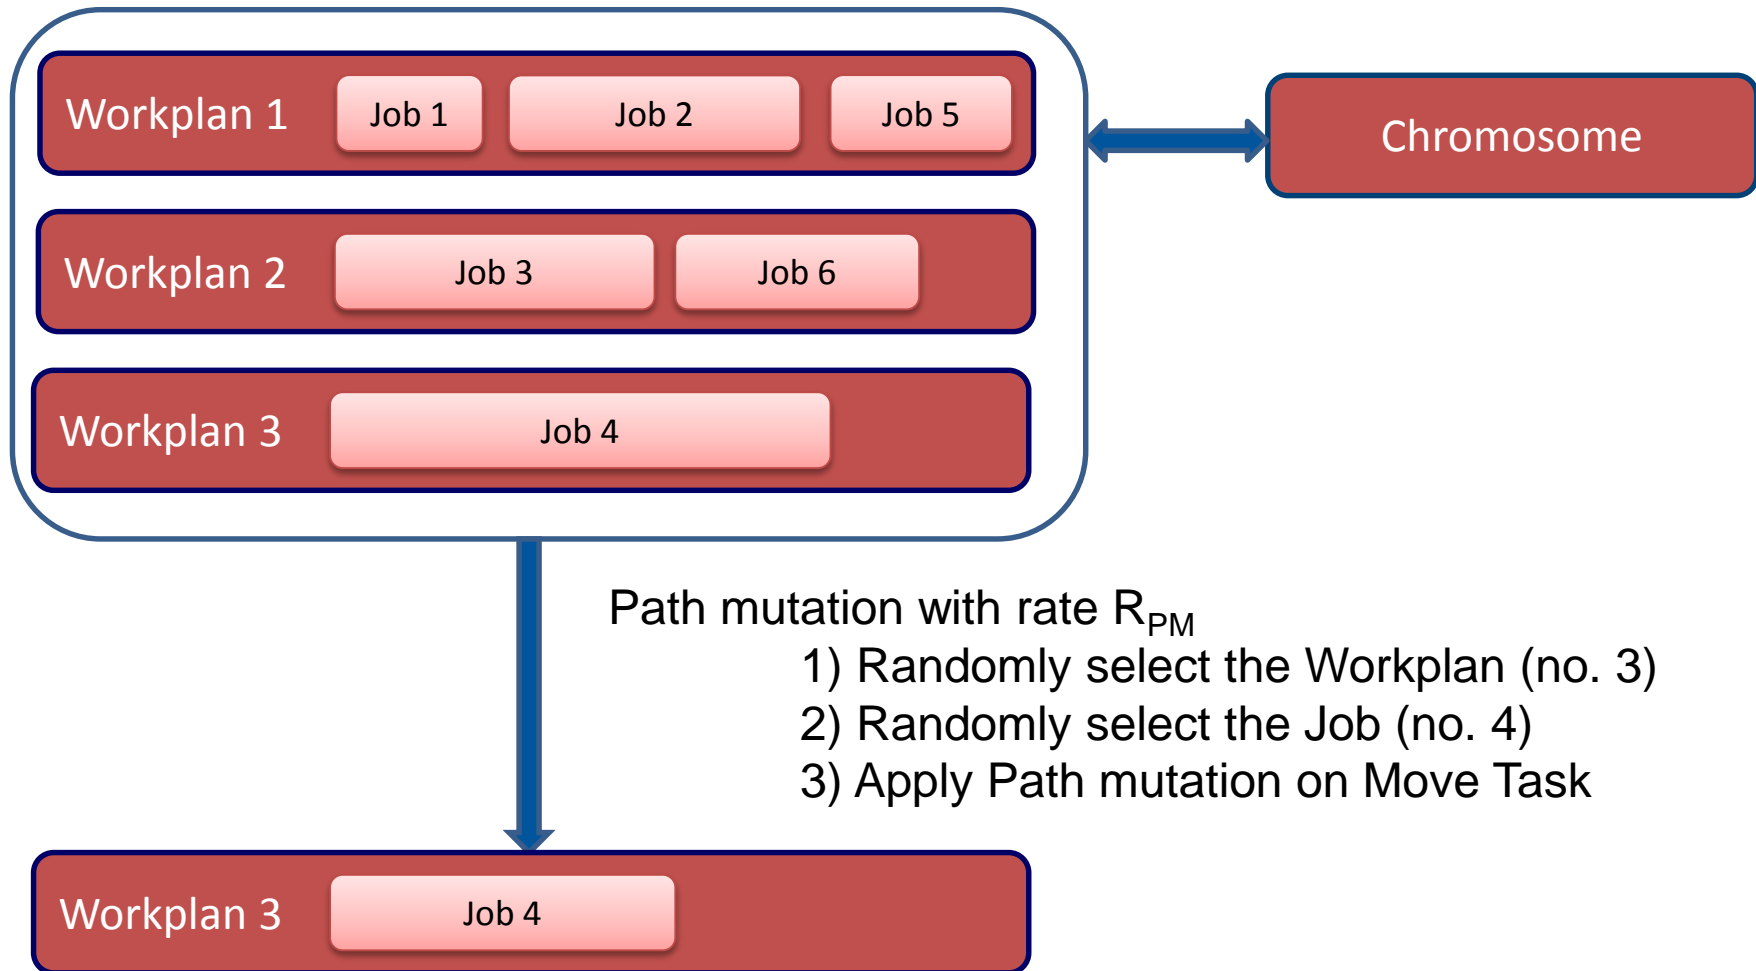 Workplan 1 Job 1 Job 2 Job 5
Chromosome
Workplan 2 Job 3 Job 6
Workplan 3 Job 4
Path mutation with rate R_PM
1) Randomly select the Workplan (no. 3)
2) Randomly select the Job (no. 4)
3) Apply Path mutation on Move Task
Workplan 3 Job 4